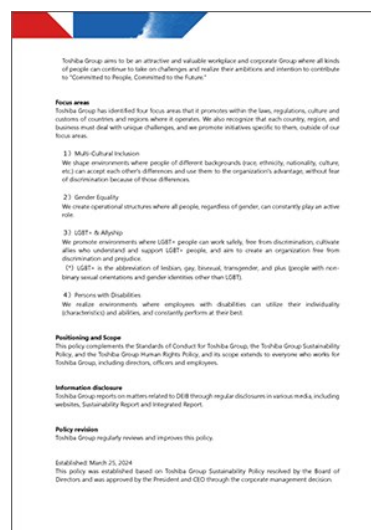 Toshiba Group aims to be an attractive and valuable workplace and corporate Group where all kinds
of people can continue to take on challenges and realize their ambitions and intention to contribute
to "Committed to People, Committed to the Future."
Focus areas
Toshiba Group has identified four focus areas that it promotes within the laws, regulations, culture and
customs of countries and regions where it operates. We also recognize that each country, region, and
business must deal with unique challenges, and we promote initiatives specific to them, outside of our
focus areas.
1）Multi-Cultural Inclusion
We shape environments where people of different backgrounds (race, ethnicity, nationality, culture,
etc.) can accept each other's differences and use them to the organization's advantage, without fear
of discrimination because of those differences.
2）Gender Equality
We create operational structures where all people, regardless of gender, can constantly play an active
role.
3）LGBT+ & Allyship
We promote environments where LGBT+ people can work safely, free from discrimination, cultivate
allies who understand and support LGBT+ people, and aim to create an organization free from
discrimination and prejudice.
(*) LGBT+ is the abbreviation of lesbian, gay, bisexual, transgender, and plus (people with non-
binary sexual orientations and gender identities other than LGBT).
4）Persons with Disabilities
We realize environments where employees with disabilities can utilize their individuality
(characteristics) and abilities, and constantly perform at their best.
Positioning and Scope
This policy complements the Standards of Conduct for Toshiba Group, the Toshiba Group Sustainability
Policy, and the Toshiba Group Human Rights Policy, and its scope extends to everyone who works for
Toshiba Group, including directors, officers and employees.
Information disclosure
Toshiba Group reports on matters related to DEIB through regular disclosures in various media, including
websites, Sustainability Report and Integrated Report.
Policy revision
Toshiba Group regularly reviews and improves this policy.
Established: March 25, 2024
This policy was established based on Toshiba Group Sustainability Policy resolved by the Board of
Directors and was approved by the President and CEO through the corporate management decision.